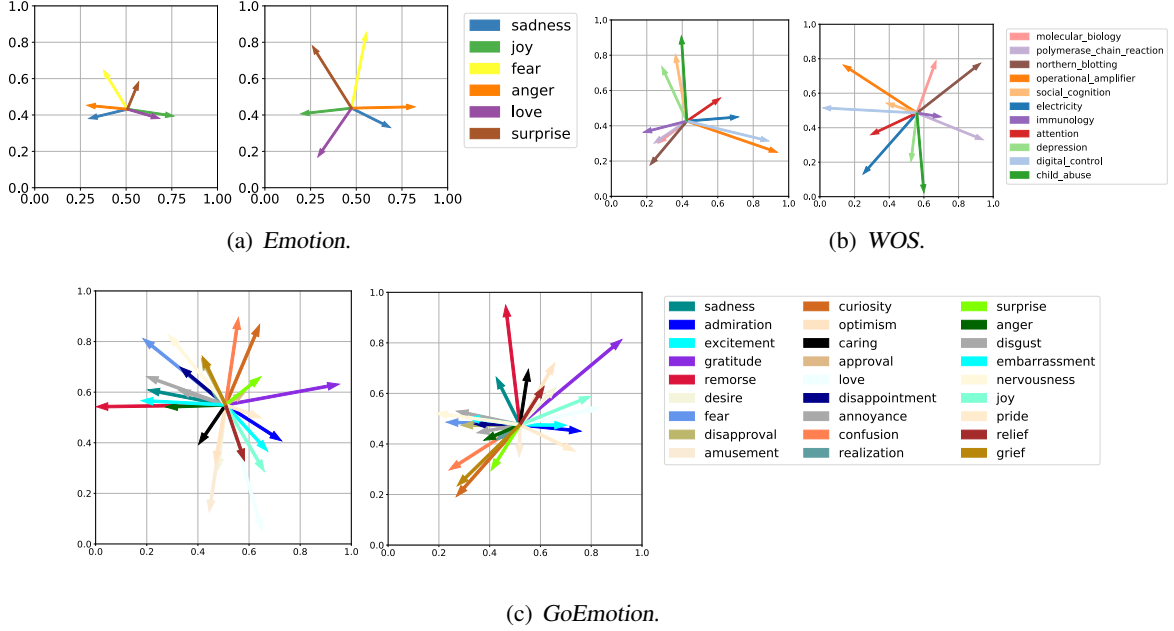 1.0
0.8
0.6
0.4
0.2
0.0
0.00 0.25 0.50 0.75 1.00
1.0
0.8
0.6
0.4
0.2
0.0
0.00 0.25 0.50 0.75 1.00
sadness
joy
fear
anger
love
surprise
(a) Emotion.
1.0
0.8
0.6
0.4
0.2
0.0
0.0 0.2 0.4 0.6 0.8 1.0
1.0
0.8
0.6
0.4
0.2
0.0
0.0 0.2 0.4 0.6 0.8 1.0
molecular_biology
polymerase_chain_reaction
northern_blotting
operational_amplifier
social_cognition
electricity
immunology
attention
depression
digital_control
child_abuse
(b) WOS.
1.0
0.8
0.6
0.4
0.2
0.0
0.0 0.2 0.4 0.6 0.8 1.0
1.0
0.8
0.6
0.4
0.2
0.0
0.0 0.2 0.4 0.6 0.8 1.0
sadness
admiration
excitement
gratitude
remorse
desire
fear
disapproval
amusement
curiosity
optimism
caring
approval
love
disappointment
annoyance
confusion
realization
surprise
anger
disgust
embarrassment
nervousness
joy
pride
relief
grief
(c) GoEmotion.